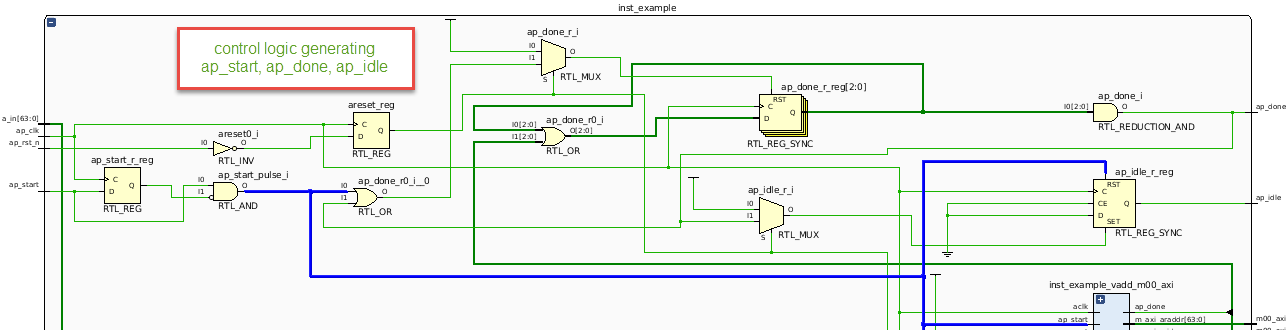 inst_example
control logic generating
ap_start, ap_done, ap_idle
ap_done_r_i
I0
I1
O
S
RTL_MUX
areset_reg
C
D
Q
RTL_REG
ap_done_r_reg[2:0]
RST
C
D
Q
RTL_REG_SYNC
ap_done_i
I0[2:0]
O
RTL_REDUCTION_AND
ap_done
a_in[63:0]
ap_clk
ap_rst_n
areset0_i
I0
O
RTL_INV
ap_done_r0_i
I0[2:0]
I1[2:0]
O[2:0]
RTL_OR
ap_start_r_reg
C
D
Q
RTL_REG
ap_start
ap_start_pulse_i
I0
I1
O
RTL_AND
ap_done_r0_i__0
I0
I1
O
RTL_OR
ap_idle_r_i
I0
I1
O
S
RTL_MUX
ap_idle_r_reg
RST
C
CE
D
SET
Q
RTL_REG_SYNC
ap_idle
inst_example_vadd_m00_axi
aclk
ap_start
ap_done
m_axi_araddr[63:0]
m00_axi